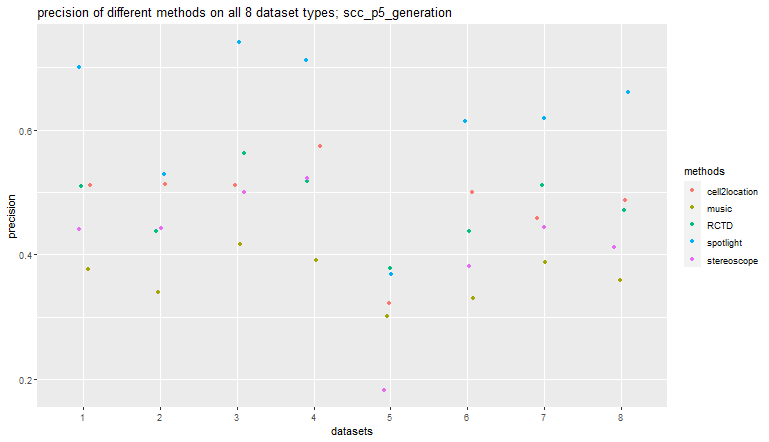 precision of different methods on all 8 dataset types; scc_p5_generation
precision
0.6
0.4
0.2
1 2 3 4 5 6 7 8
datasets
methods
cell2location
music
RCTD
spotlight
stereoscope